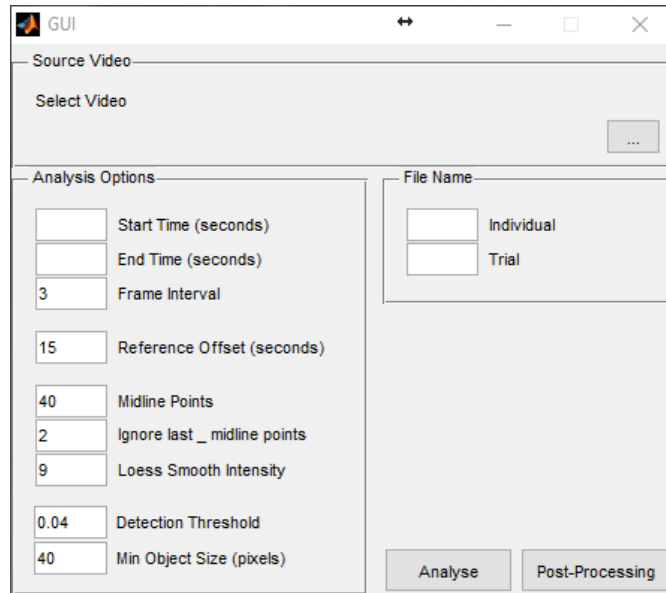 GUI
Source Video
Select Video
...
Analysis Options
Start Time (seconds)
End Time (seconds)
3 Frame Interval
15 Reference Offset (seconds)
40 Midline Points
2 Ignore last _ midline points
9 Loess Smooth Intensity
0.04 Detection Threshold
40 Min Object Size (pixels)
File Name
Individual
Trial
Analyse
Post-Processing